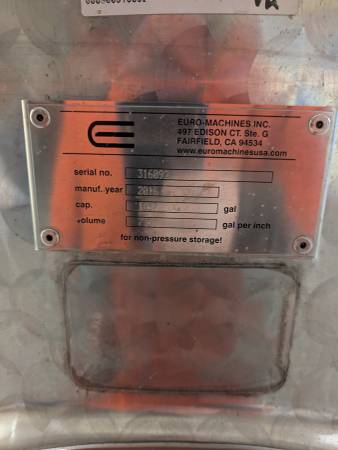 EURO-MACHINES INC.
497 EDISON CT. Ste. G
FAIRFIELD, CA 94534
www.euromachinesusa.com
serial no. 316092
manuf. year
cap. gal
volume gal per inch
for non-pressure storage!